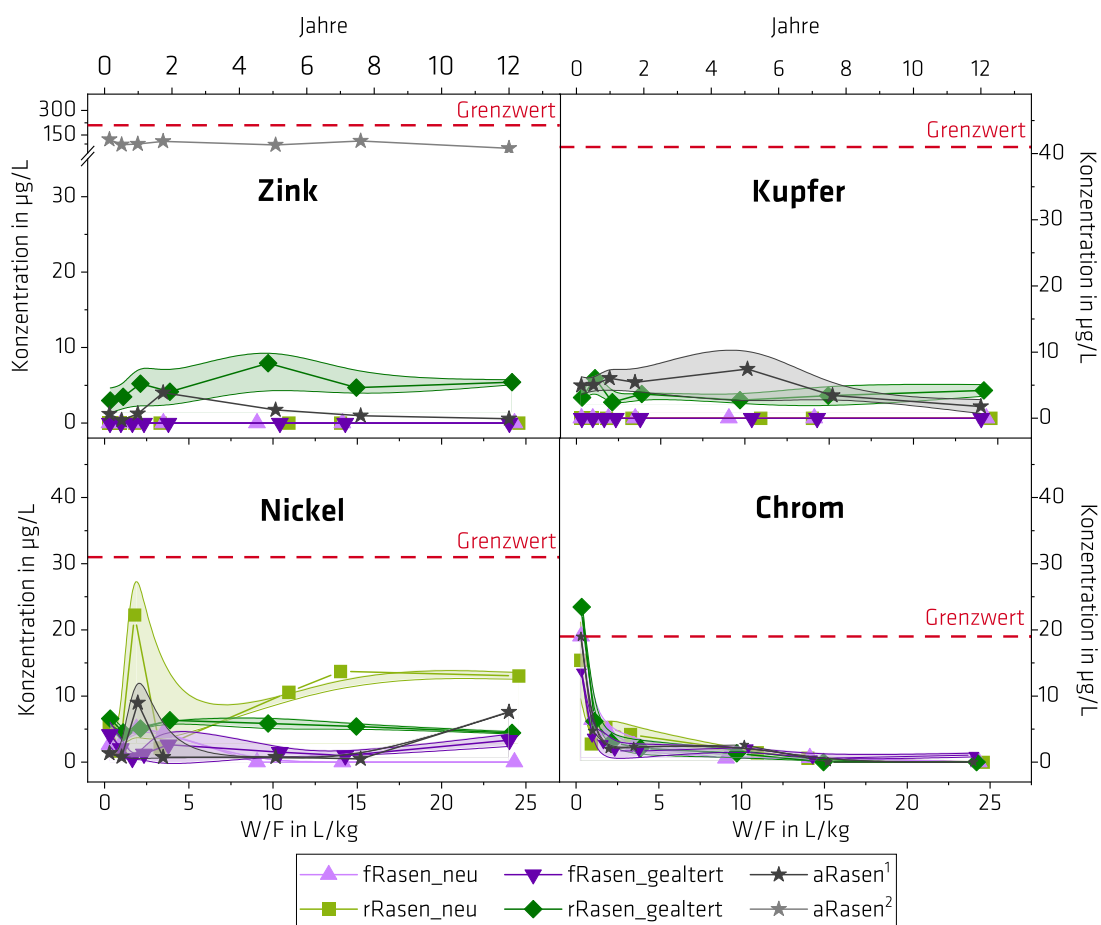 Jahre
Jahre
0 2 4 6 8 10 12
0 2 4 6 8 10 12
300
150
30
20
10
0
Konzentration in µg/L
Grenzwert
Zink
Grenzwert
Kupfer
40
30
20
10
0
Konzentration in µg/L
40
30
20
10
0
Konzentration in µg/L
Nickel
Grenzwert
Chrom
Grenzwert
40
30
20
10
0
Konzentration in µg/L
0 5 10 15 20 25
0 5 10 15 20 25
W/F in L/kg
W/F in L/kg
fRasen_neu fRasen_gealtert aRasen¹
rRasen_neu rRasen_gealtert aRasen²